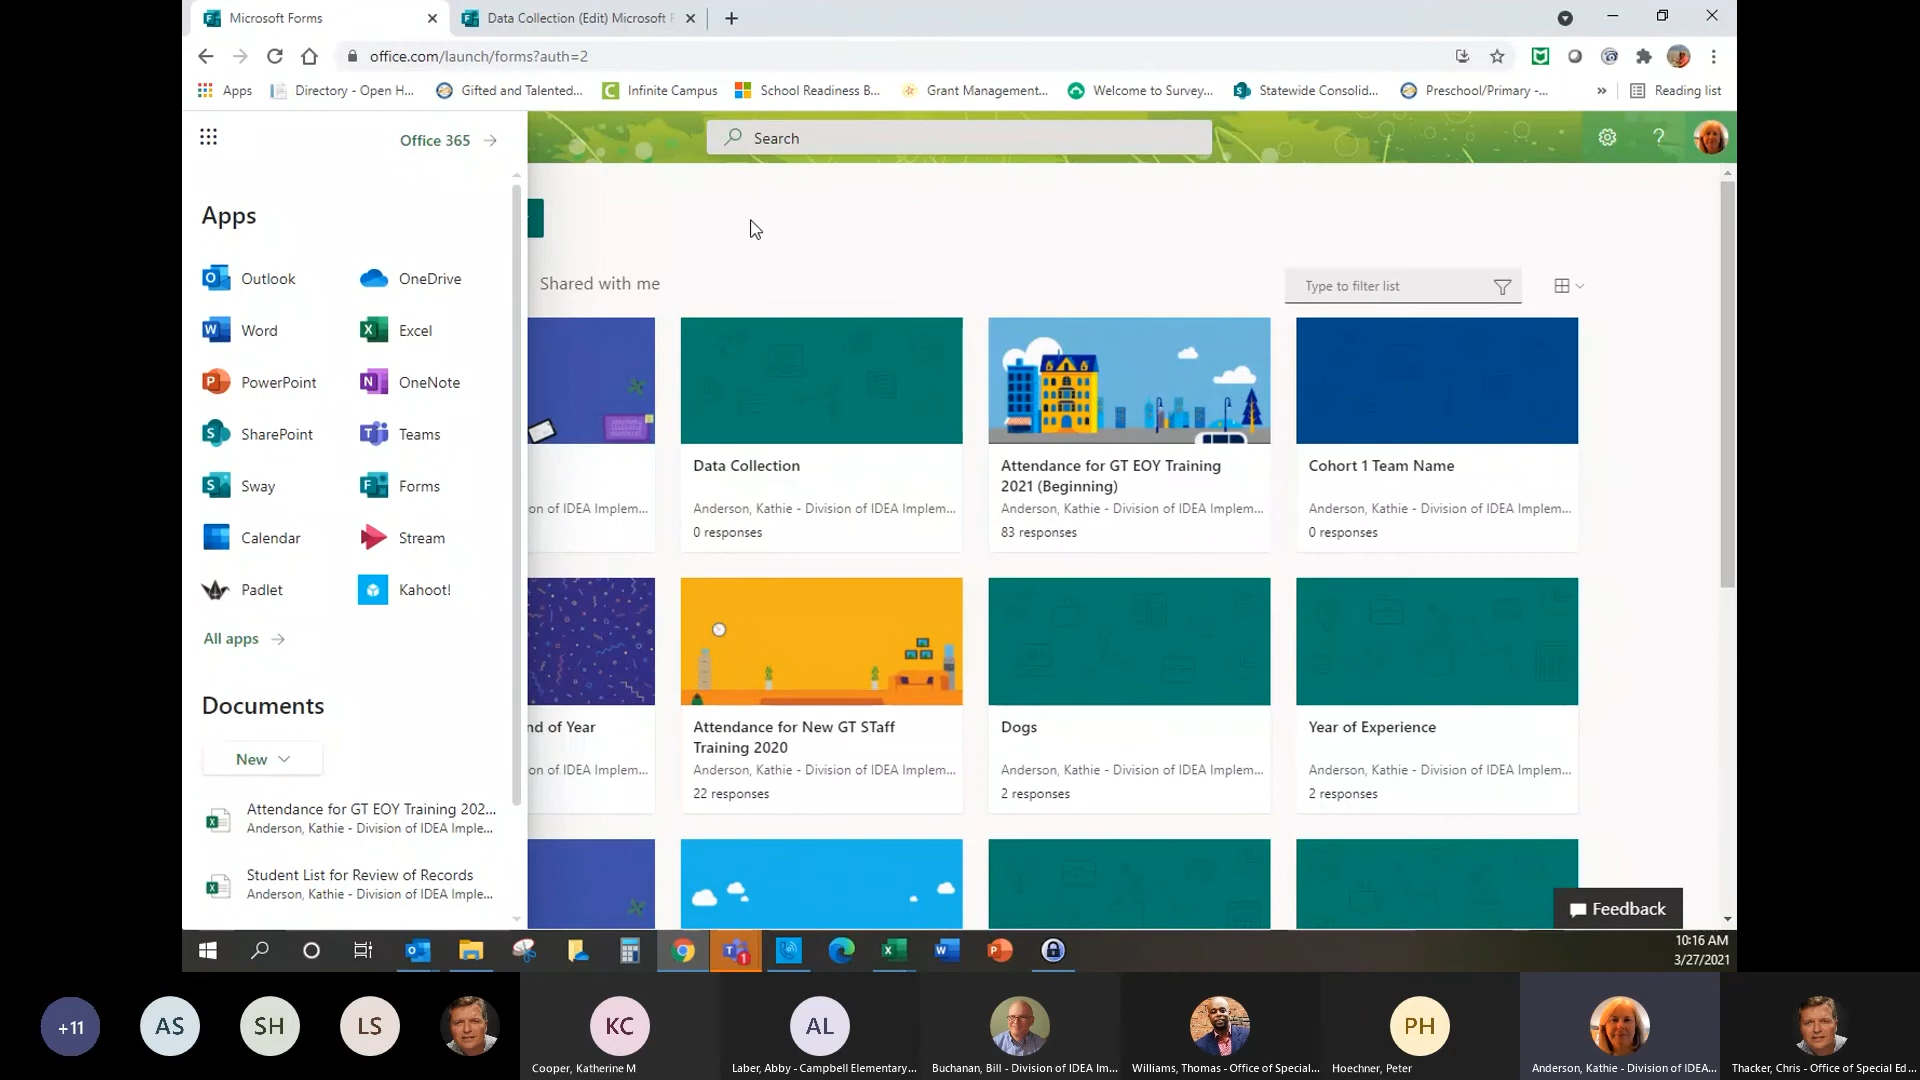 Microsoft Forms
Data Collection (Edit) Microsoft F
office.com/launch/forms?auth=2
Apps
Directory - Open H...
Gifted and Talented...
Infinite Campus
School Readiness B...
Grant Management...
Welcome to Survey...
Statewide Consolid...
Preschool/Primary -...
»
Reading list
Office 365 →
Search
?
Apps
Outlook
OneDrive
Word
Excel
PowerPoint
OneNote
SharePoint
Teams
Sway
Forms
Calendar
Stream
Padlet
Kahoot!
All apps →
Documents
New
Attendance for GT EOY Training 202...
Anderson, Kathie - Division of IDEA Imple...
Student List for Review of Records
Anderson, Kathie - Division of IDEA Imple...
Shared with me
Type to filter list
on of IDEA Implem...
Data Collection
Anderson, Kathie - Division of IDEA Implem...
0 responses
Attendance for GT EOY Training
2021 (Beginning)
Anderson, Kathie - Division of IDEA Implem...
83 responses
Cohort 1 Team Name
Anderson, Kathie - Division of IDEA Implem...
0 responses
nd of Year
on of IDEA Implem...
Attendance for New GT STaff
Training 2020
Anderson, Kathie - Division of IDEA Implem...
22 responses
Dogs
Anderson, Kathie - Division of IDEA Implem...
2 responses
Year of Experience
Anderson, Kathie - Division of IDEA Implem...
2 responses
Feedback
10:16 AM
3/27/2021
+11
AS
SH
LS
KC
Cooper, Katherine M
AL
Laber, Abby - Campbell Elementary...
Buchanan, Bill - Division of IDEA Im...
Williams, Thomas - Office of Special...
PH
Hoechner, Peter
Anderson, Kathie - Division of IDEA...
Thacker, Chris - Office of Special Ed...